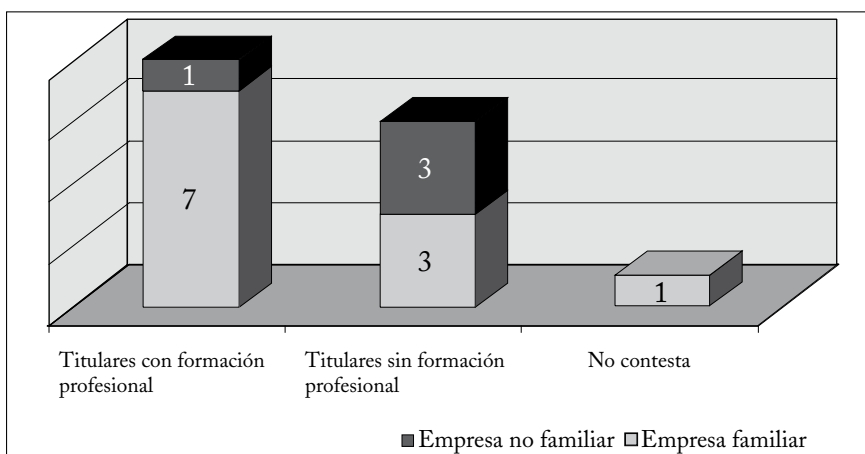 1
7
3
3
1
Titulares con formación
profesional
Titulares sin formación
profesional
No contesta
Empresa no familiar Empresa familiar